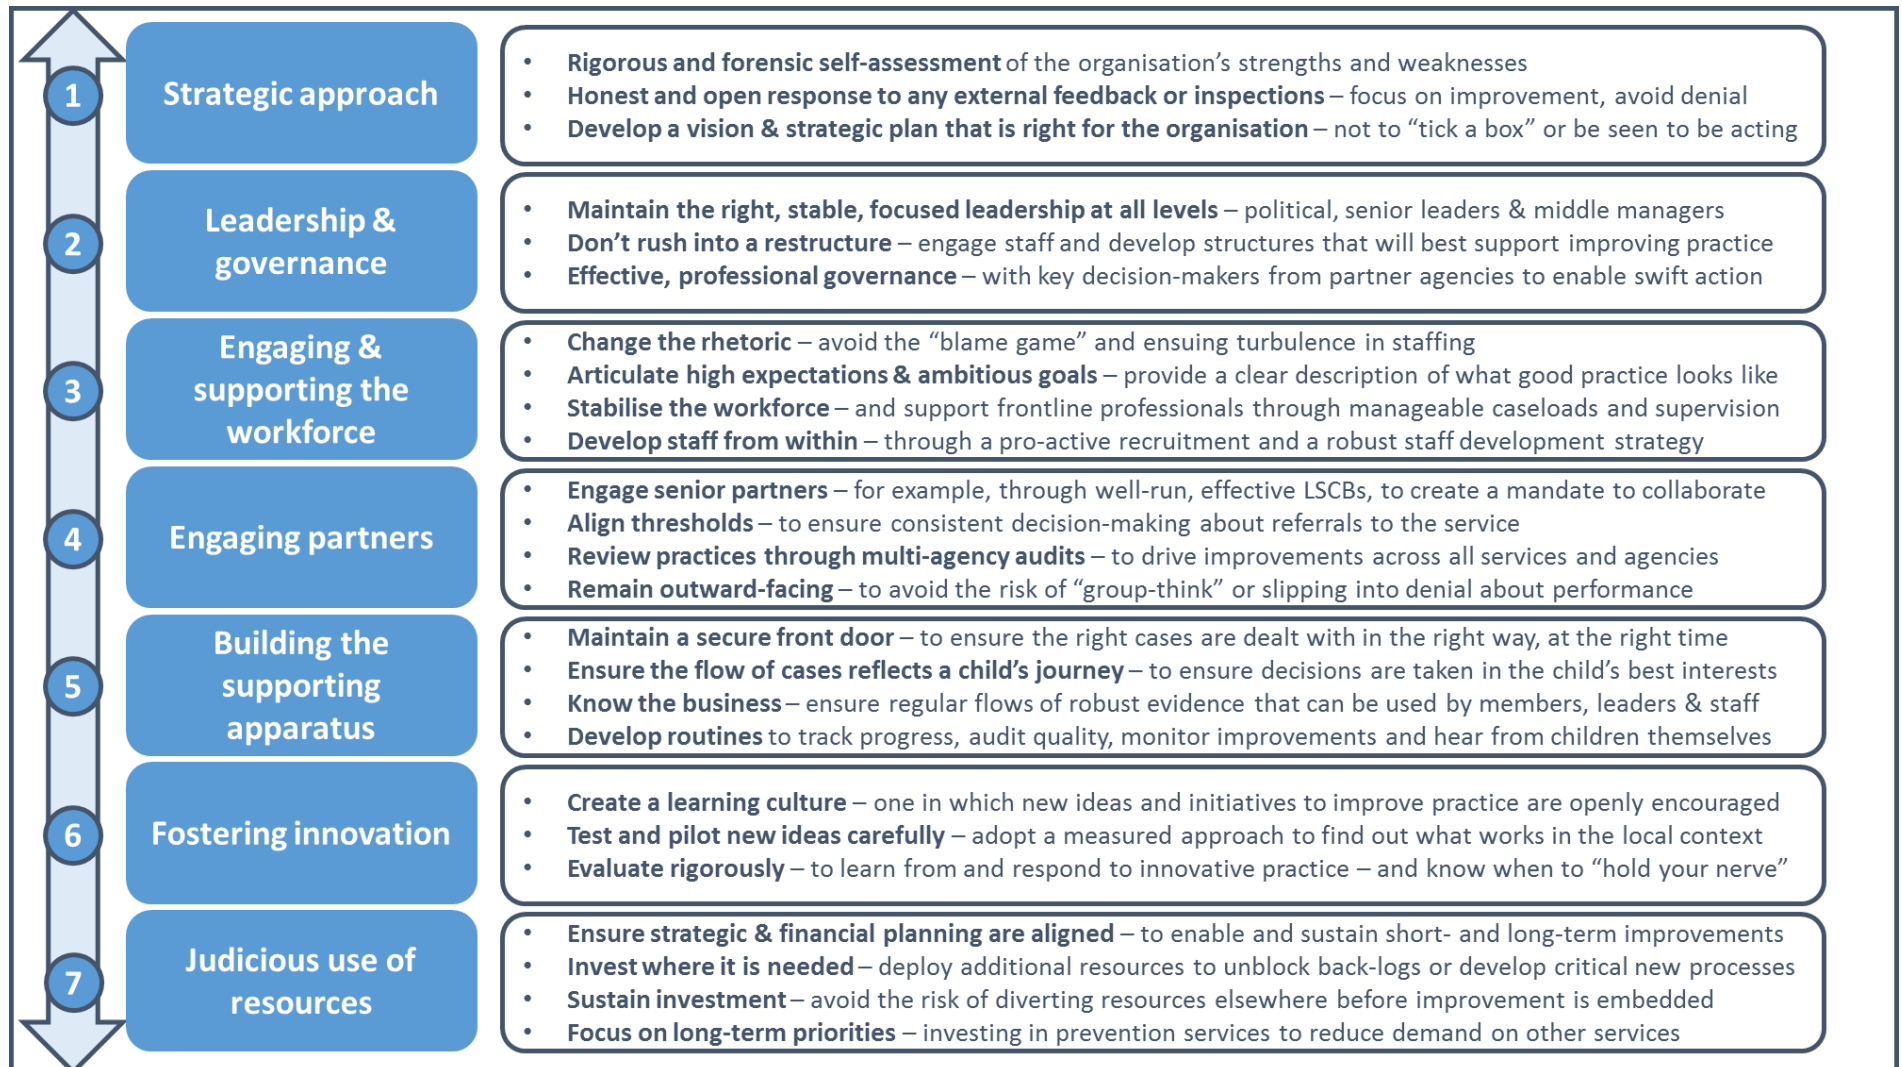 1
Strategic approach
• Rigorous and forensic self-assessment of the organisation's strengths and weaknesses
• Honest and open response to any external feedback or inspections – focus on improvement, avoid denial
• Develop a vision & strategic plan that is right for the organisation – not to “tick a box” or be seen to be acting
2
Leadership &
governance
• Maintain the right, stable, focused leadership at all levels – political, senior leaders & middle managers
• Don’t rush into a restructure – engage staff and develop structures that will best support improving practice
• Effective, professional governance – with key decision-makers from partner agencies to enable swift action
3
Engaging &
supporting the
workforce
• Change the rhetoric – avoid the “blame game” and ensuing turbulence in staffing
• Articulate high expectations & ambitious goals – provide a clear description of what good practice looks like
• Stabilise the workforce – and support frontline professionals through manageable caseloads and supervision
• Develop staff from within – through a pro-active recruitment and a robust staff development strategy
4
Engaging partners
• Engage senior partners – for example, through well-run, effective LSCBs, to create a mandate to collaborate
• Align thresholds – to ensure consistent decision-making about referrals to the service
• Review practices through multi-agency audits – to drive improvements across all services and agencies
• Remain outward-facing – to avoid the risk of “group-think” or slipping into denial about performance
5
Building the
supporting
apparatus
• Maintain a secure front door – to ensure the right cases are dealt with in the right way, at the right time
• Ensure the flow of cases reflects a child’s journey – to ensure decisions are taken in the child’s best interests
• Know the business – ensure regular flows of robust evidence that can be used by members, leaders & staff
• Develop routines to track progress, audit quality, monitor improvements and hear from children themselves
6
Fostering innovation
• Create a learning culture – one in which new ideas and initiatives to improve practice are openly encouraged
• Test and pilot new ideas carefully – adopt a measured approach to find out what works in the local context
• Evaluate rigorously – to learn from and respond to innovative practice – and know when to “hold your nerve”
7
Judicious use of
resources
• Ensure strategic & financial planning are aligned – to enable and sustain short- and long-term improvements
• Invest where it is needed – deploy additional resources to unblock back-logs or develop critical new processes
• Sustain investment – avoid the risk of diverting resources elsewhere before improvement is embedded
• Focus on long-term priorities – investing in prevention services to reduce demand on other services